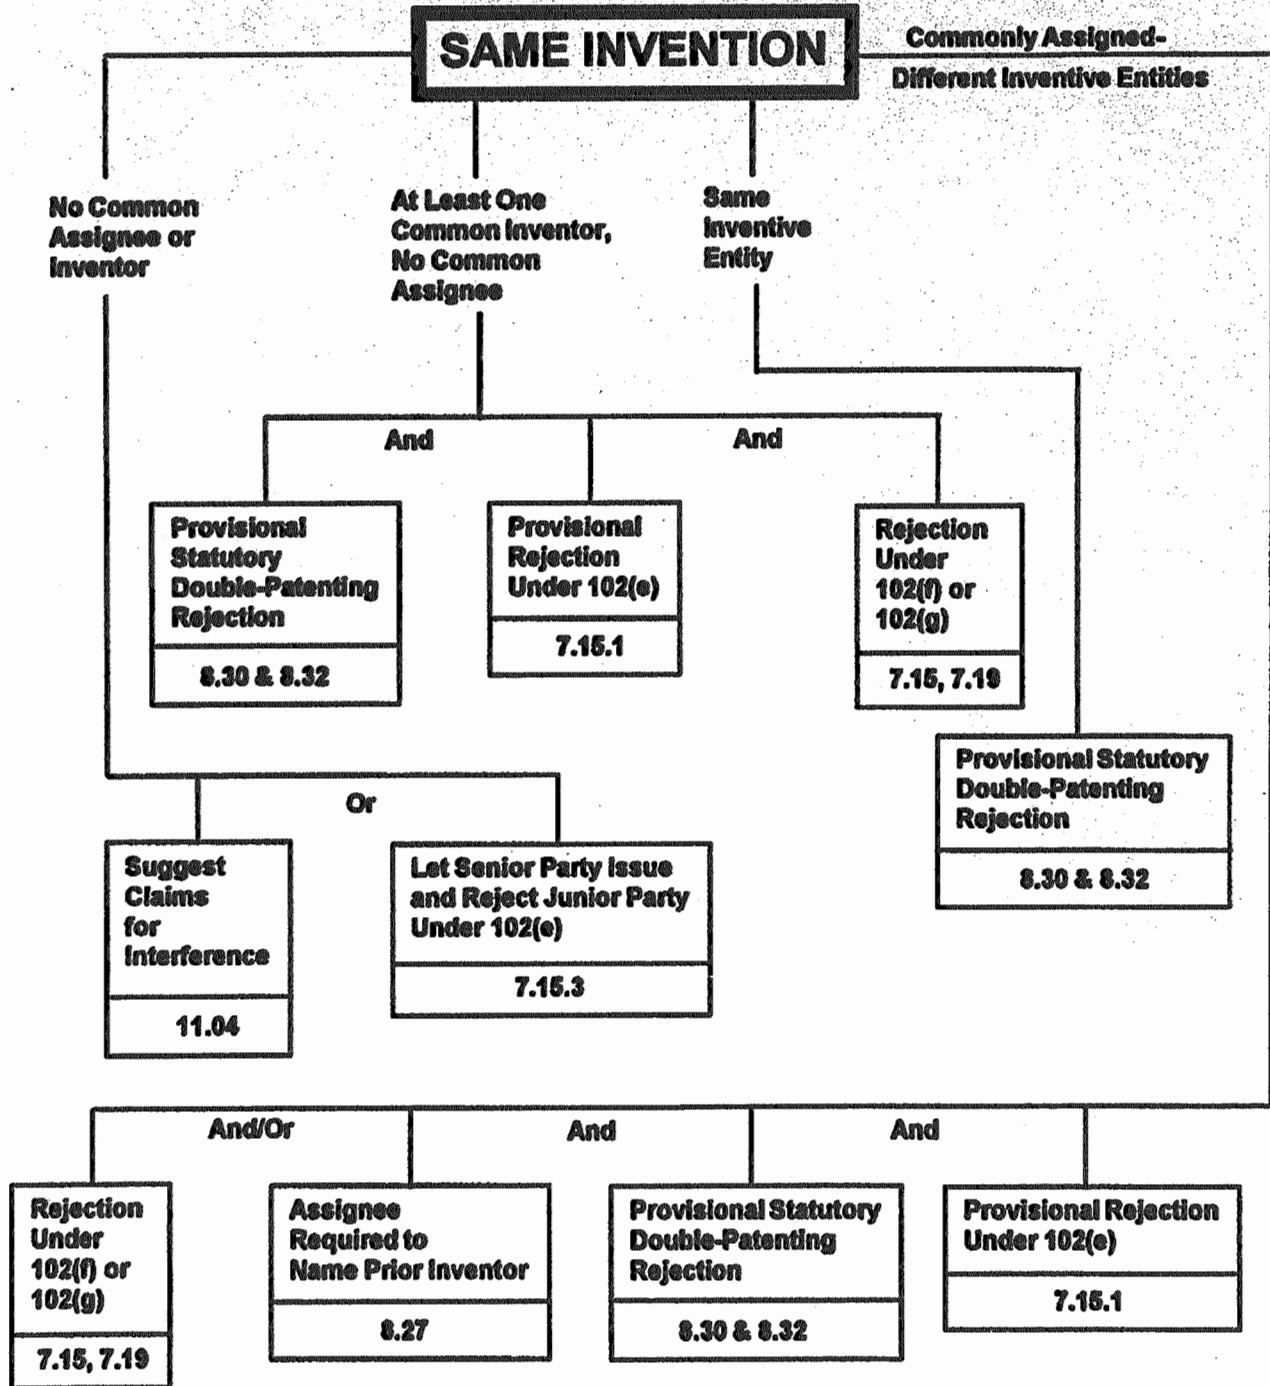 SAME INVENTION
Commonly Assigned-
Different Inventive Entities
No Common
Assignee or
Inventor
At Least One
Common Inventor,
No Common
Assignee
Same
Inventive
Entity
And
And
Provisional
Statutory
Double-Patenting
Rejection
8.30 & 8.32
Provisional
Rejection
Under 102(e)
7.15.1
Rejection
Under
102(f) or
102(g)
7.15, 7.19
Provisional Statutory
Double-Patenting
Rejection
8.30 & 8.32
Or
Suggest
Claims
for
Interference
11.04
Let Senior Party Issue
and Reject Junior Party
Under 102(e)
7.15.3
And/Or
And
And
Rejection
Under
102(f) or
102(g)
7.15, 7.19
Assignee
Required to
Name Prior Inventor
8.27
Provisional Statutory
Double-Patenting
Rejection
8.30 & 8.32
Provisional Rejection
Under 102(e)
7.15.1